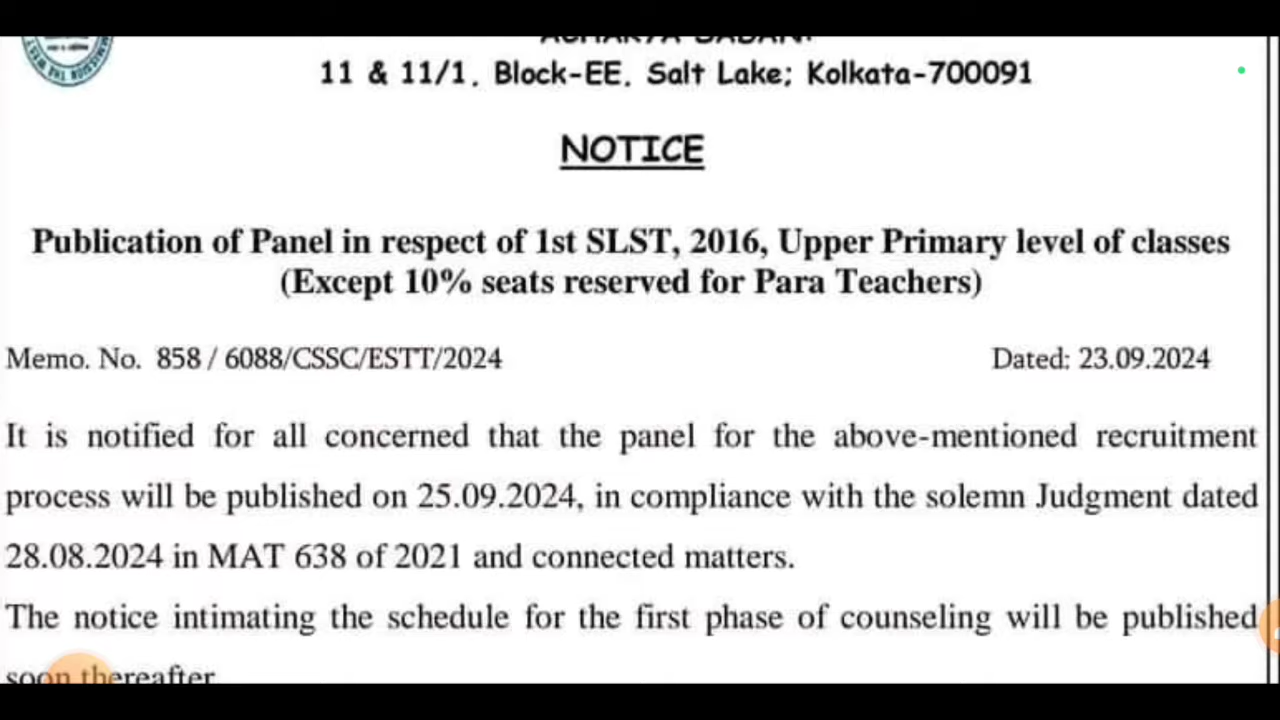 ACHARYA SADAN.
11 & 11/1. Block-EE. Salt Lake; Kolkata-700091
NOTICE
Publication of Panel in respect of 1st SLST, 2016, Upper Primary level of classes
(Except 10% seats reserved for Para Teachers)
Memo. No. 858 / 6088/CSSC/ESTT/2024 Dated: 23.09.2024
It is notified for all concerned that the panel for the above-mentioned recruitment
process will be published on 25.09.2024, in compliance with the solemn Judgment dated
28.08.2024 in MAT 638 of 2021 and connected matters.
The notice intimating the schedule for the first phase of counseling will be published
soon thereafter